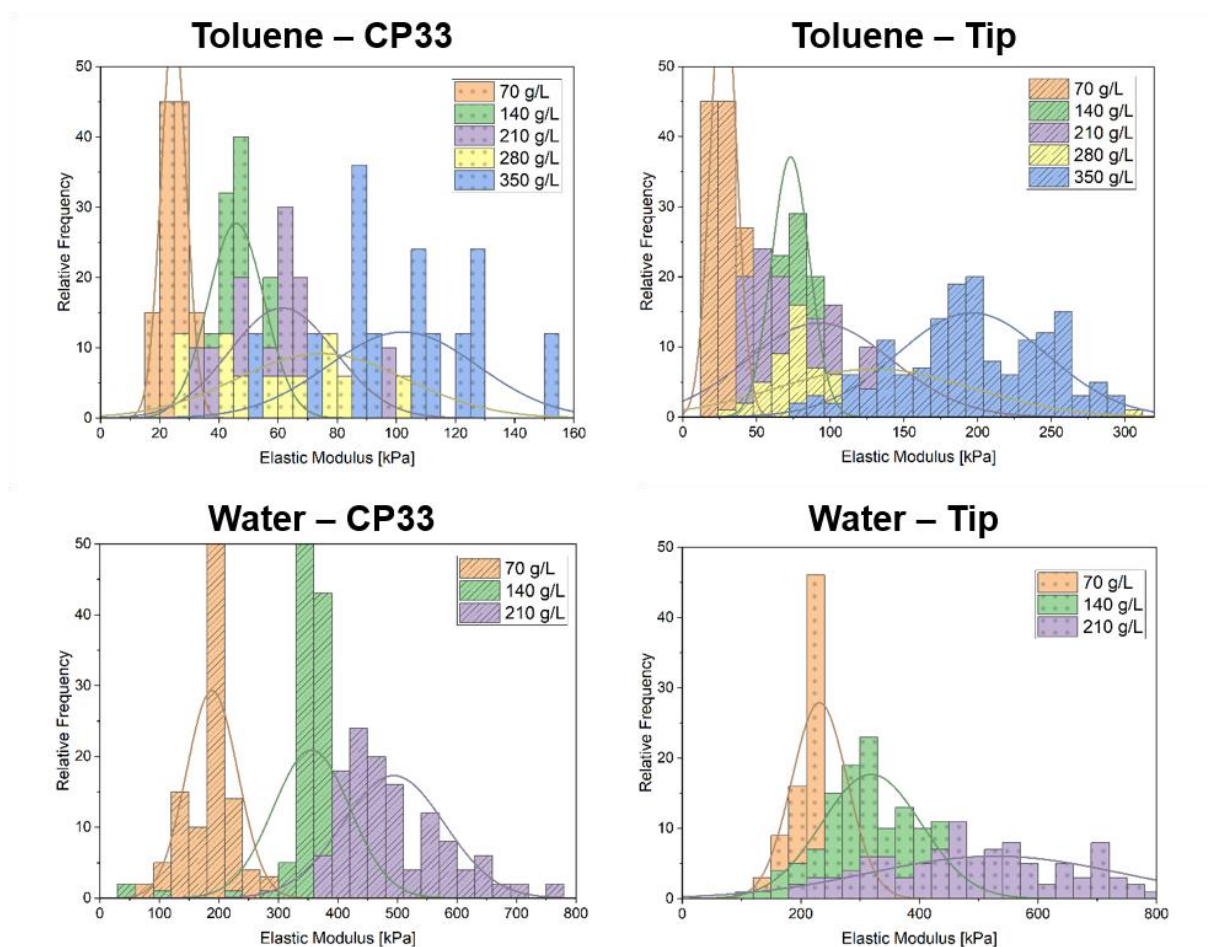 Toluene – CP33
50
40
30
20
10
0
Relative Frequency
70 g/L
140 g/L
210 g/L
280 g/L
350 g/L
0 20 40 60 80 100 120 140 160
Elastic Modulus [kPa]
Toluene – Tip
50
40
30
20
10
0
Relative Frequency
70 g/L
140 g/L
210 g/L
280 g/L
350 g/L
0 50 100 150 200 250 300
Elastic Modulus [kPa]
Water – CP33
50
40
30
20
10
0
Relative Frequency
70 g/L
140 g/L
210 g/L
0 100 200 300 400 500 600 700 800
Elastic Modulus [kPa]
Water – Tip
50
40
30
20
10
0
Relative Frequency
70 g/L
140 g/L
210 g/L
0 200 400 600 800
Elastic Modulus [kPa]